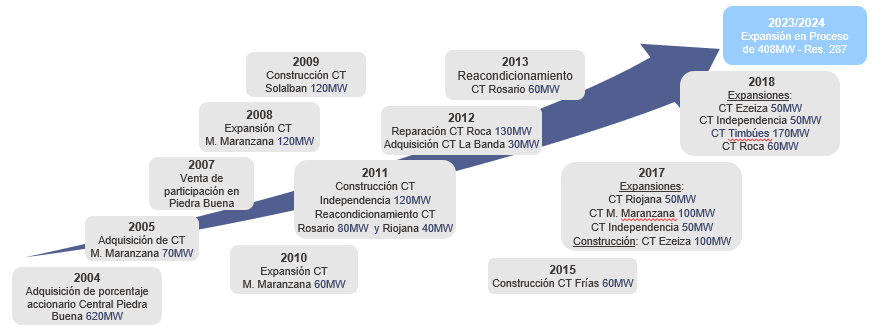 2004
Adquisición de porcentaje
accionario Central Piedra
Buena 620MW
2005
Adquisición de CT
M. Maranzana 70MW
2007
Venta de
participación en
Piedra Buena
2008
Expansión CT
M. Maranzana 120MW
2009
Construcción CT
Solalban 120MW
2010
Expansión CT
M. Maranzana 60MW
2011
Construcción CT
Independencia 120MW
Reacondicionamiento CT
Rosario 80MW y Riojana 40MW
2012
Reparación CT Roca 130MW
Adquisición CT La Banda 30MW
2013
Reacondicionamiento
CT Rosario 60MW
2015
Construcción CT Frías 60MW
2017
Expansiones:
CT Riojana 50MW
CT M. Maranzana 100MW
CT Independencia 50MW
Construcción: CT Ezeiza 100MW
2018
Expansiones:
CT Ezeiza 50MW
CT Independencia 50MW
CT Timbúes 170MW
CT Roca 60MW
2023/2024
Expansión en Proceso
de 408MW - Res. 287